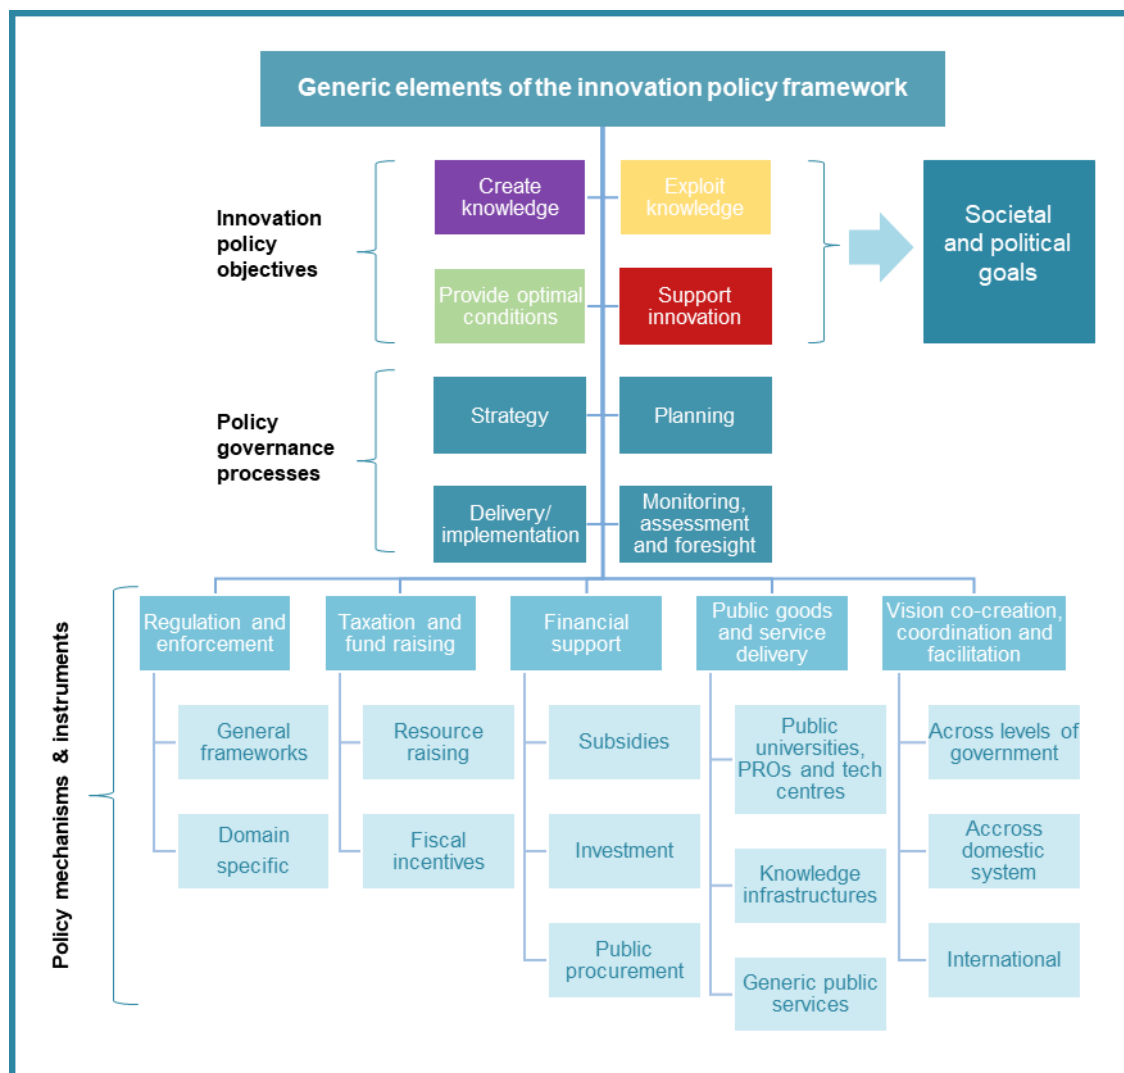 Generic elements of the innovation policy framework
Innovation
policy
objectives
Create
knowledge
Exploit
knowledge
Provide optimal
conditions
Support
innovation
Societal
and political
goals
Policy
governance
processes
Strategy
Planning
Delivery/
implementation
Monitoring,
assessment
and foresight
Policy mechanisms & instruments
Regulation and
enforcement
Taxation and
fund raising
Financial
support
Public goods
and service
delivery
Vision co-creation,
coordination and
facilitation
General
frameworks
Domain
specific
Resource
raising
Fiscal
incentives
Subsidies
Investment
Public
procurement
Public
universities,
PROs and tech
centres
Knowledge
infrastructures
Generic public
services
Across levels of
government
Accross
domestic
system
International